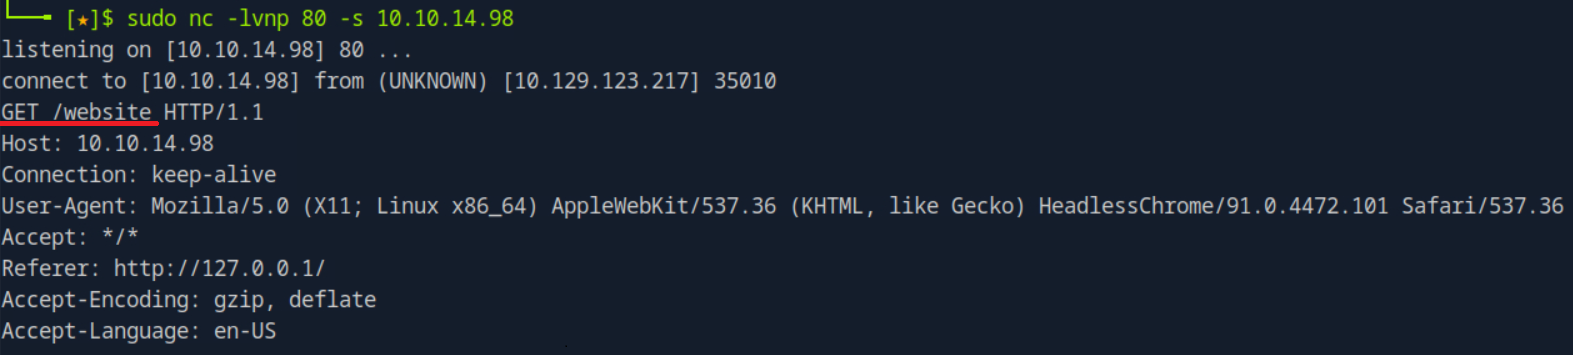 └──╼ [★]$ sudo nc -lvnp 80 -s 10.10.14.98
listening on [10.10.14.98] 80 ...
connect to [10.10.14.98] from (UNKNOWN) [10.129.123.217] 35010
GET /website HTTP/1.1
Host: 10.10.14.98
Connection: keep-alive
User-Agent: Mozilla/5.0 (X11; Linux x86_64) AppleWebKit/537.36 (KHTML, like Gecko) HeadlessChrome/91.0.4472.101 Safari/537.36
Accept: */*
Referer: http://127.0.0.1/
Accept-Encoding: gzip, deflate
Accept-Language: en-US